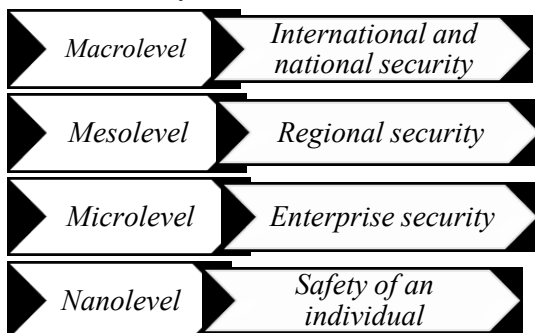 Macrolevel
International and
national security
Mesolevel
Regional security
Microlevel
Enterprise security
Nanolevel
Safety of an
individual